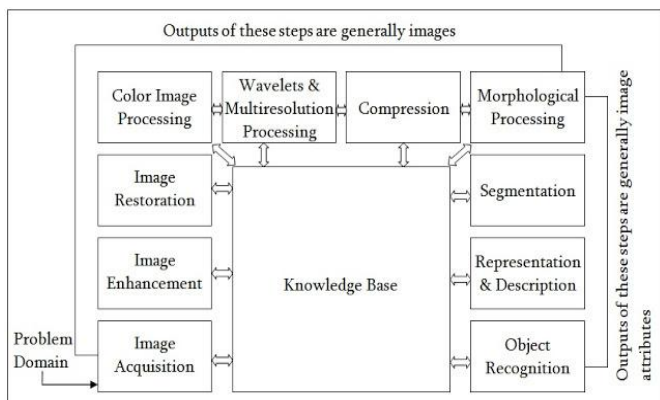 Outputs of these steps are generally images
Color Image
Processing
Wavelets &
Multiresolution
Processing
Compression
Morphological
Processing
Image
Restoration
Segmentation
Image
Enhancement
Knowledge Base
Representation
& Description
Problem
Domain
Image
Acquisition
Object
Recognition
Outputs of these steps are generally image
attributes